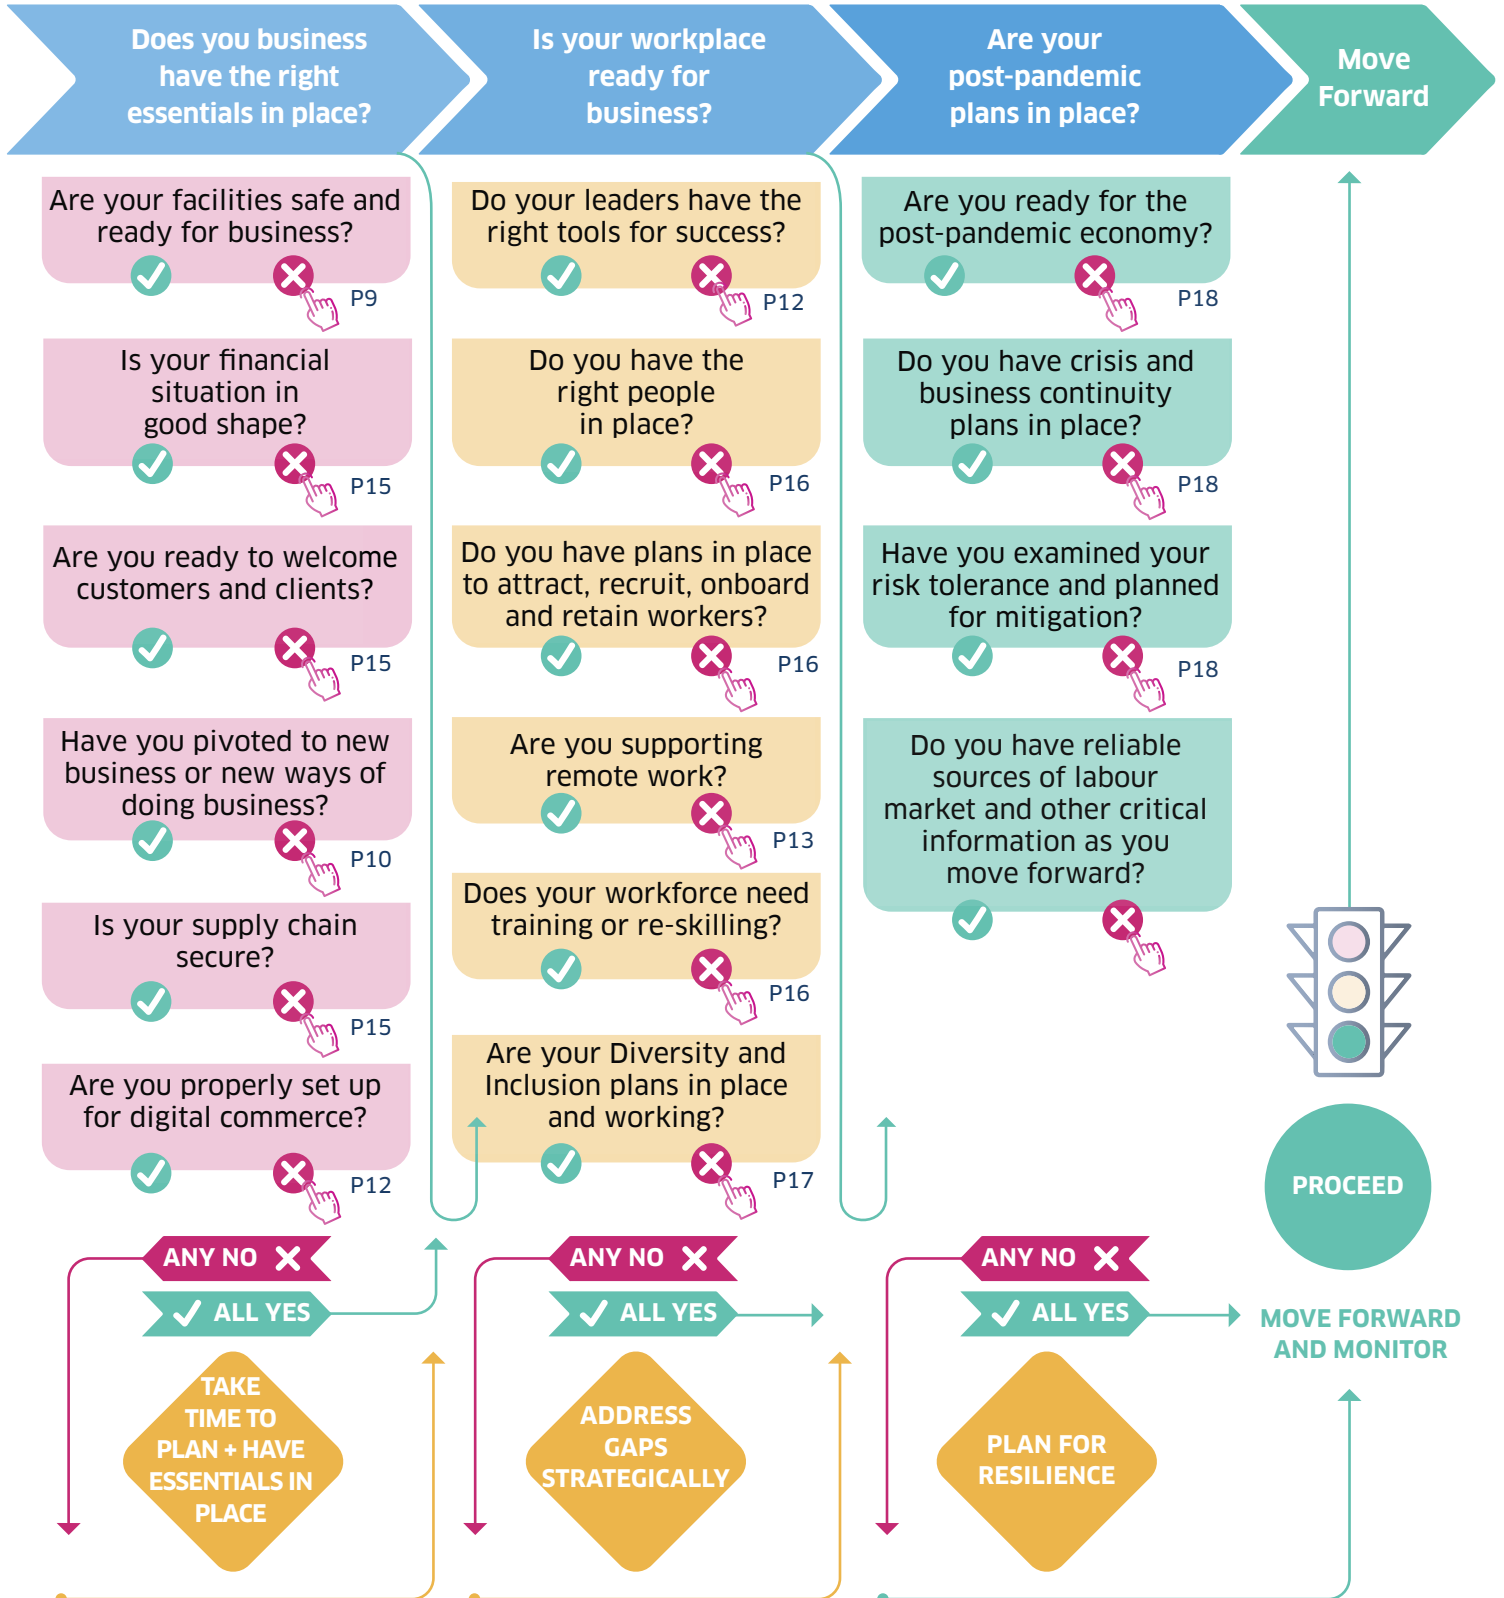 Does you business
have the right
essentials in place?
Is your workplace
ready for
business?
Are your
post-pandemic
plans in place?
Move
Forward
Are your facilities safe and
ready for business?
P9
Is your financial
situation in
good shape?
P15
Are you ready to welcome
customers and clients?
P15
Have you pivoted to new
business or new ways of
doing business?
P10
Is your supply chain
secure?
P15
Are you properly set up
for digital commerce?
P12
ANY NO
ALL YES
TAKE
TIME TO
PLAN + HAVE
ESSENTIALS IN
PLACE
Do your leaders have the
right tools for success?
P12
Do you have the
right people
in place?
P16
Do you have plans in place
to attract, recruit, onboard
and retain workers?
P16
Are you supporting
remote work?
P13
Does your workforce need
training or re-skilling?
P16
Are your Diversity and
Inclusion plans in place
and working?
P17
ANY NO
ALL YES
ADDRESS
GAPS
STRATEGICALLY
Are you ready for the
post-pandemic economy?
P18
Do you have crisis and
business continuity
plans in place?
P18
Have you examined your
risk tolerance and planned
for mitigation?
P18
Do you have reliable
sources of labour
market and other critical
information as you
move forward?
ANY NO
ALL YES
PLAN FOR
RESILIENCE
PROCEED
MOVE FORWARD
AND MONITOR